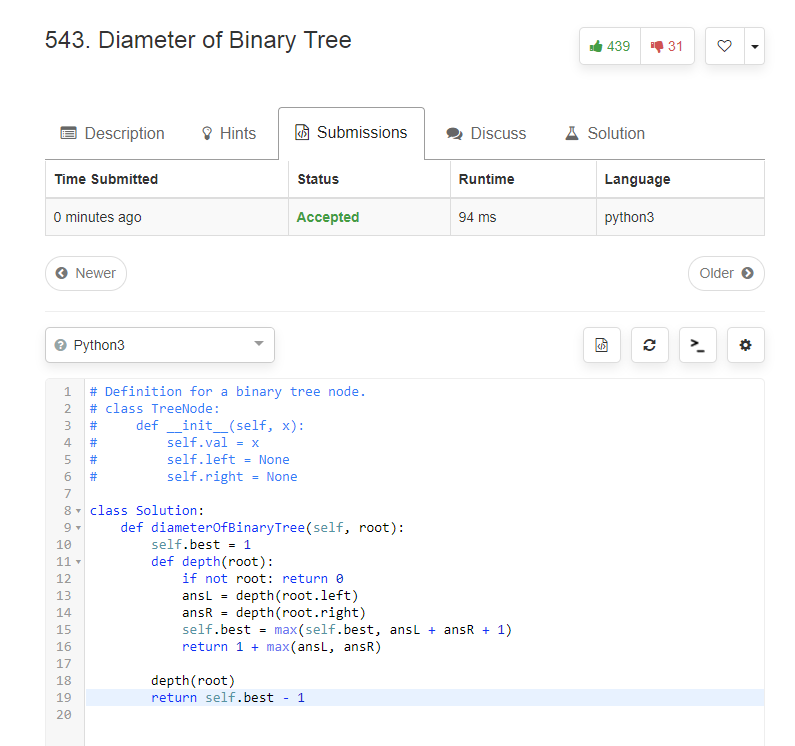 543. Diameter of Binary Tree
439 31
Description Hints Submissions Discuss Solution
Time Submitted Status Runtime Language
0 minutes ago Accepted 94 ms python3
Newer Older
Python3
1 # Definition for a binary tree node.
2 # class TreeNode:
3 #     def __init__(self, x):
4 #         self.val = x
5 #         self.left = None
6 #         self.right = None
7
8 class Solution:
9     def diameterOfBinaryTree(self, root):
10         self.best = 1
11         def depth(root):
12             if not root: return 0
13             ansL = depth(root.left)
14             ansR = depth(root.right)
15             self.best = max(self.best, ansL + ansR + 1)
16             return 1 + max(ansL, ansR)
17
18         depth(root)
19         return self.best - 1
20